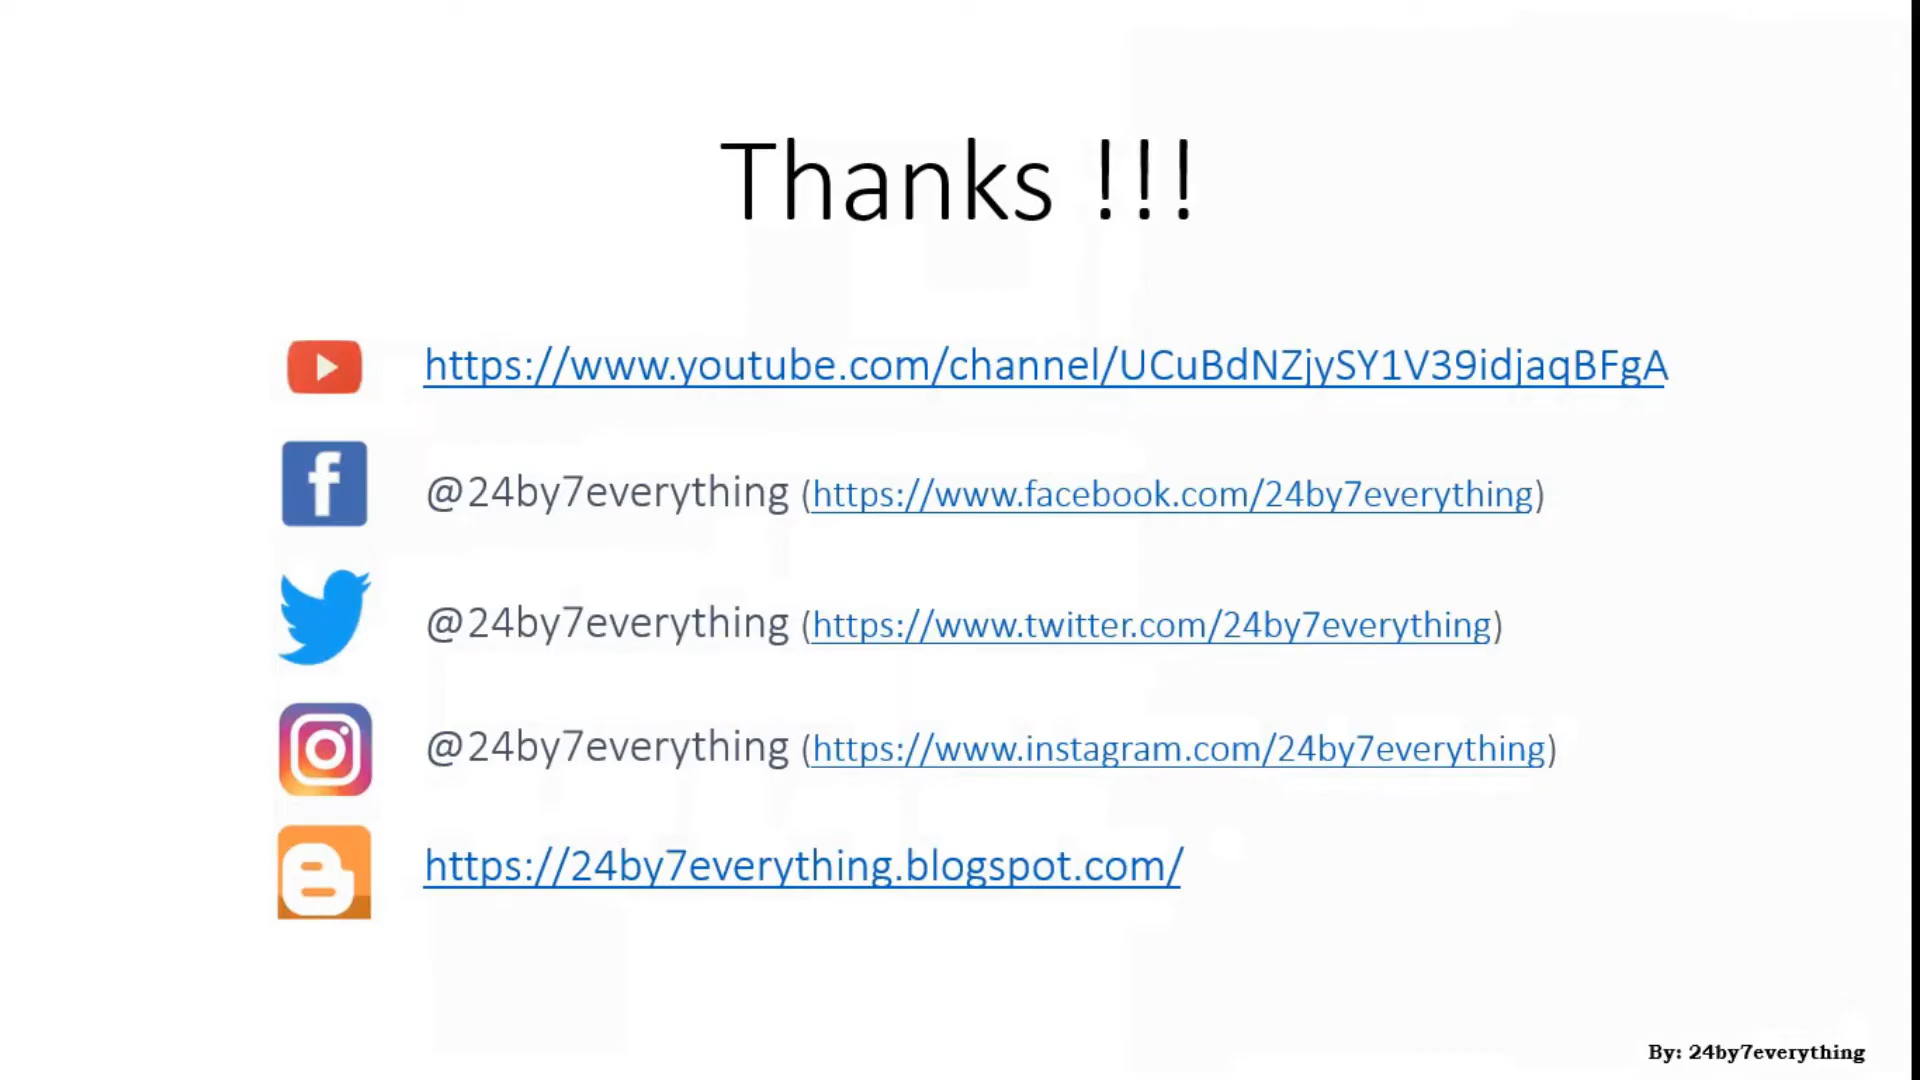 Thanks !!!
https://www.youtube.com/channel/UCuBdNZjySY1V39idjaqBFgA
@24by7everything (https://www.facebook.com/24by7everything)
@24by7everything (https://www.twitter.com/24by7everything)
@24by7everything (https://www.instagram.com/24by7everything)
https://24by7everything.blogspot.com/
By: 24by7everything